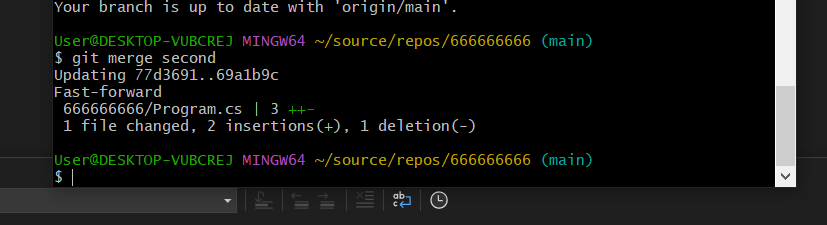 Your branch is up to date with 'origin/main'.
User@DESKTOP-VUBCREJ MINGW64 ~/source/repos/666666666 (main)
$ git merge second
Updating 77d3691..69a1b9c
Fast-forward
 666666666/Program.cs | 3 ++-
 1 file changed, 2 insertions(+), 1 deletion(-)
User@DESKTOP-VUBCREJ MINGW64 ~/source/repos/666666666 (main)
$
ab
c